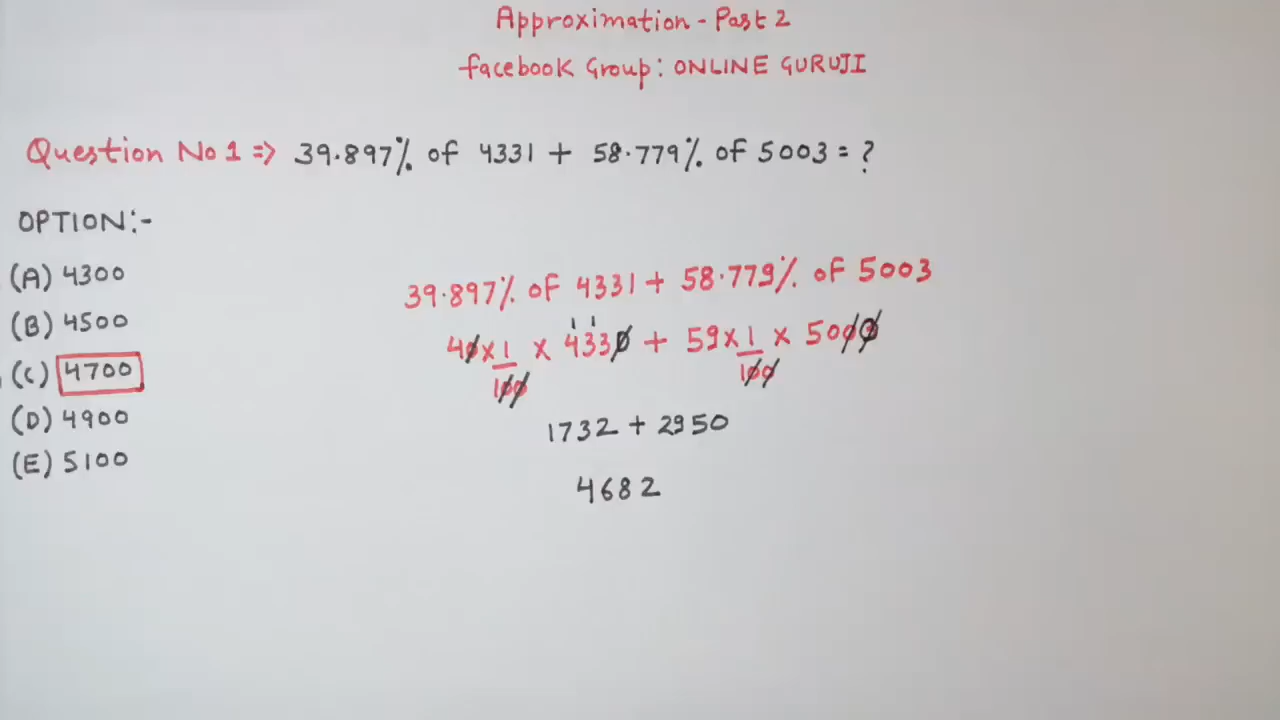 Approximation - Part 2
Facebook Group: ONLINE GURUJI
Question No 1 => 39.897% of 4331 + 58.779% of 5003 = ?
OPTION:-
(A) 4300
(B) 4500
(C) 4700
(D) 4900
(E) 5100
39.897% of 4331 + 58.779% of 5003
40 × 1/100 × 4330 + 59 × 1/100 × 5000
1732 + 2950
4682